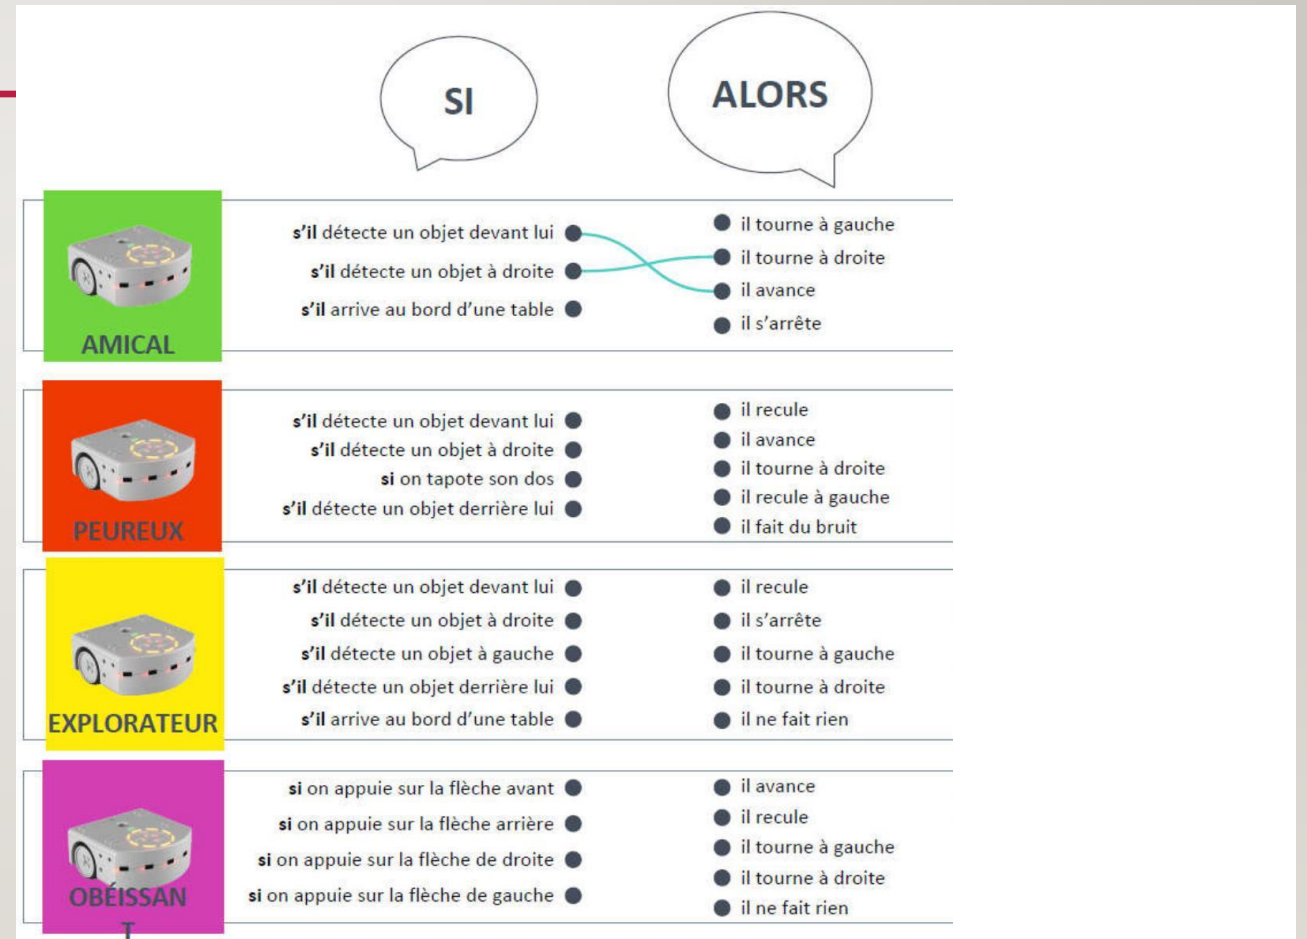 SI
ALORS
AMICAL
s'il détecte un objet devant lui
s'il détecte un objet à droite
s'il arrive au bord d'une table
il tourne à gauche
il tourne à droite
il avance
il s'arrête
PEUREUX
s'il détecte un objet devant lui
s'il détecte un objet à droite
si on tapote son dos
s'il détecte un objet derrière lui
il recule
il avance
il tourne à droite
il recule à gauche
il fait du bruit
EXPLORATEUR
s'il détecte un objet devant lui
s'il détecte un objet à droite
s'il détecte un objet à gauche
s'il détecte un objet derrière lui
s'il arrive au bord d'une table
il recule
il s'arrête
il tourne à gauche
il tourne à droite
il ne fait rien
OBÉISSAN
T
si on appuie sur la flèche avant
si on appuie sur la flèche arrière
si on appuie sur la flèche de droite
si on appuie sur la flèche de gauche
il avance
il recule
il tourne à gauche
il tourne à droite
il ne fait rien